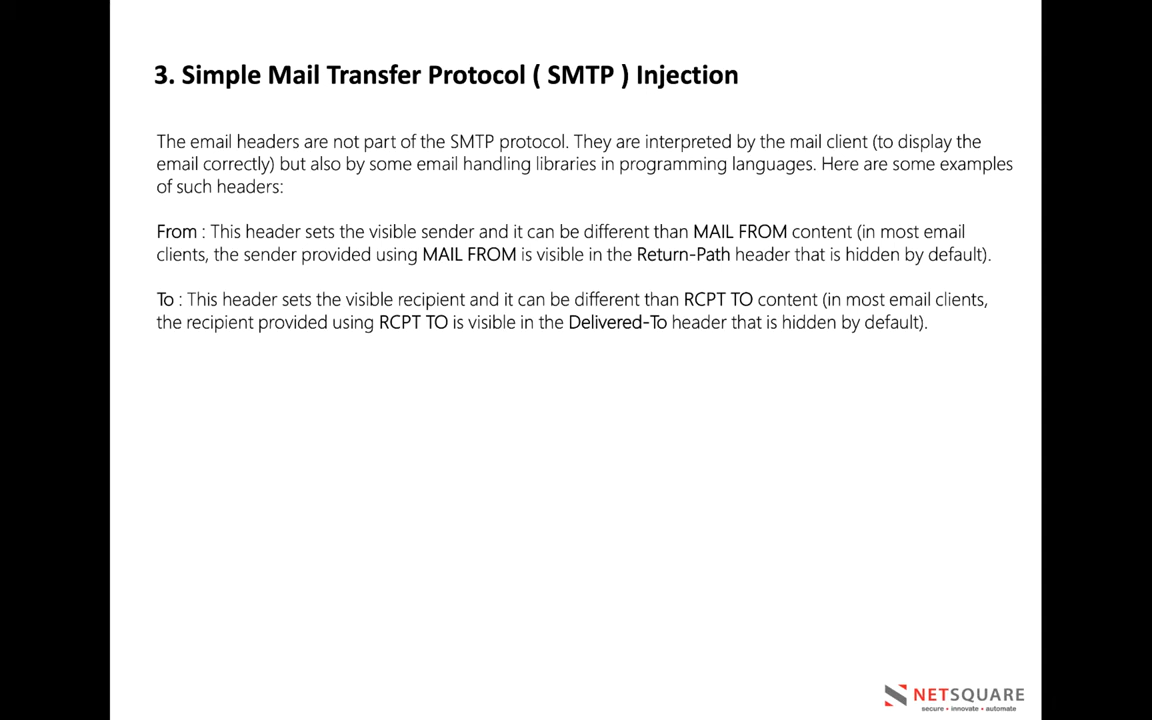 3. Simple Mail Transfer Protocol ( SMTP ) Injection
The email headers are not part of the SMTP protocol. They are interpreted by the mail client (to display the
email correctly) but also by some email handling libraries in programming languages. Here are some examples
of such headers:
From : This header sets the visible sender and it can be different than MAIL FROM content (in most email
clients, the sender provided using MAIL FROM is visible in the Return-Path header that is hidden by default).
To : This header sets the visible recipient and it can be different than RCPT TO content (in most email clients,
the recipient provided using RCPT TO is visible in the Delivered-To header that is hidden by default).
NETSQUARE
secure • innovate • automate